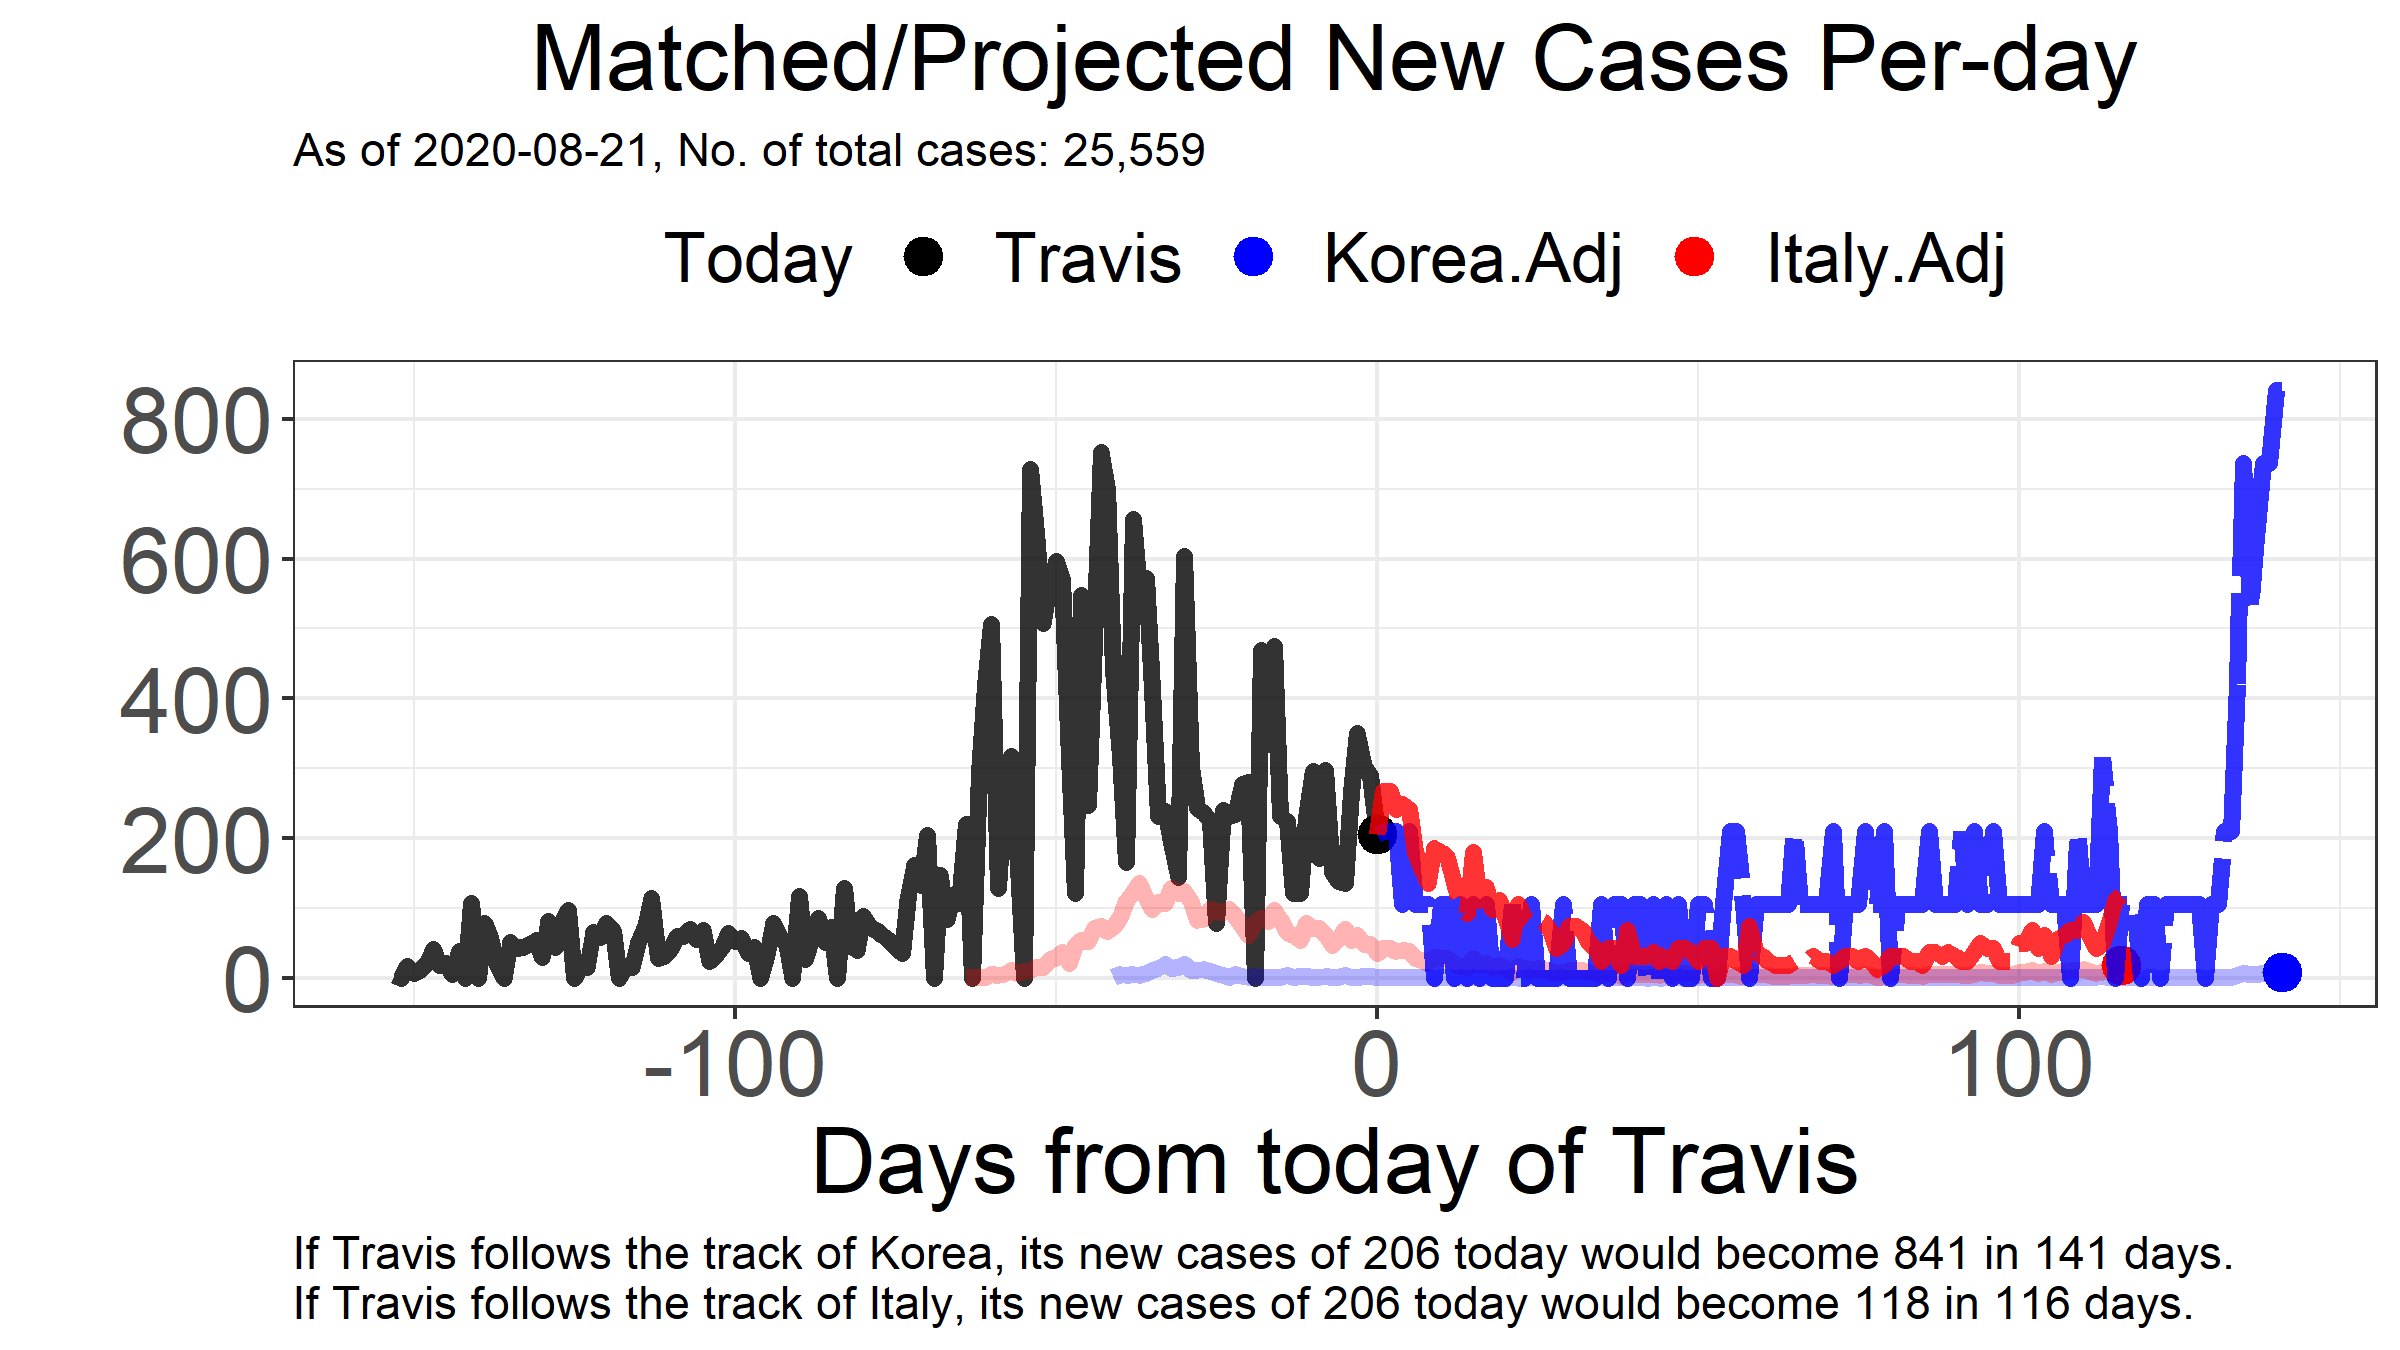 Matched/Projected New Cases Per-day
As of 2020-08-21, No. of total cases: 25,559
Today Travis Korea.Adj Italy.Adj
800
600
400
200
0
-100 0 100
Days from today of Travis
If Travis follows the track of Korea, its new cases of 206 today would become 841 in 141 days.
If Travis follows the track of Italy, its new cases of 206 today would become 118 in 116 days.